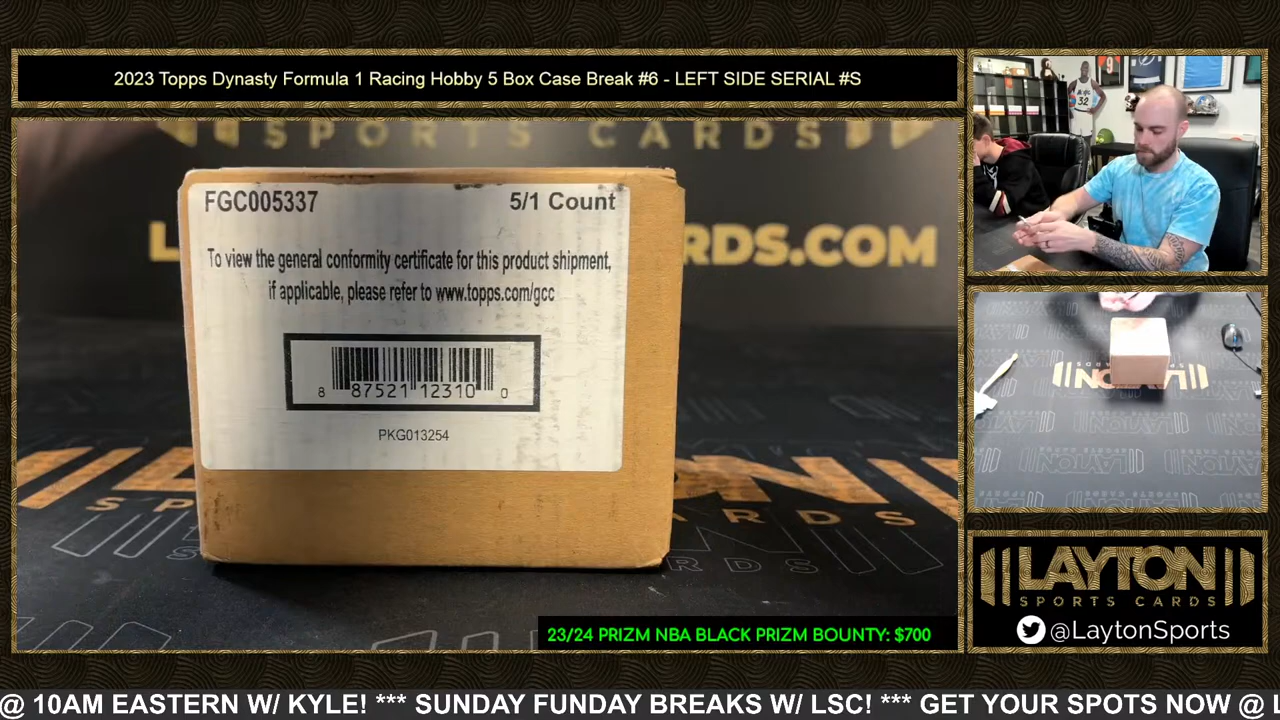 2023 Topps Dynasty Formula 1 Racing Hobby 5 Box Case Break #6 - LEFT SIDE SERIAL #S
SPORTS CARDS
FGC005337 5/1 Count
To view the general conformity certificate for this product shipment,
if applicable, please refer to www.topps.com/gcc
8 87521 12310 0
PKG013254
23/24 PRIZM NBA BLACK PRIZM BOUNTY: $700
32
LAYTON
SPORTS CARDS
@LaytonSports
@ 10AM EASTERN W/ KYLE! *** SUNDAY FUNDAY BREAKS W/ LSC! *** GET YOUR SPOTS NOW @ L